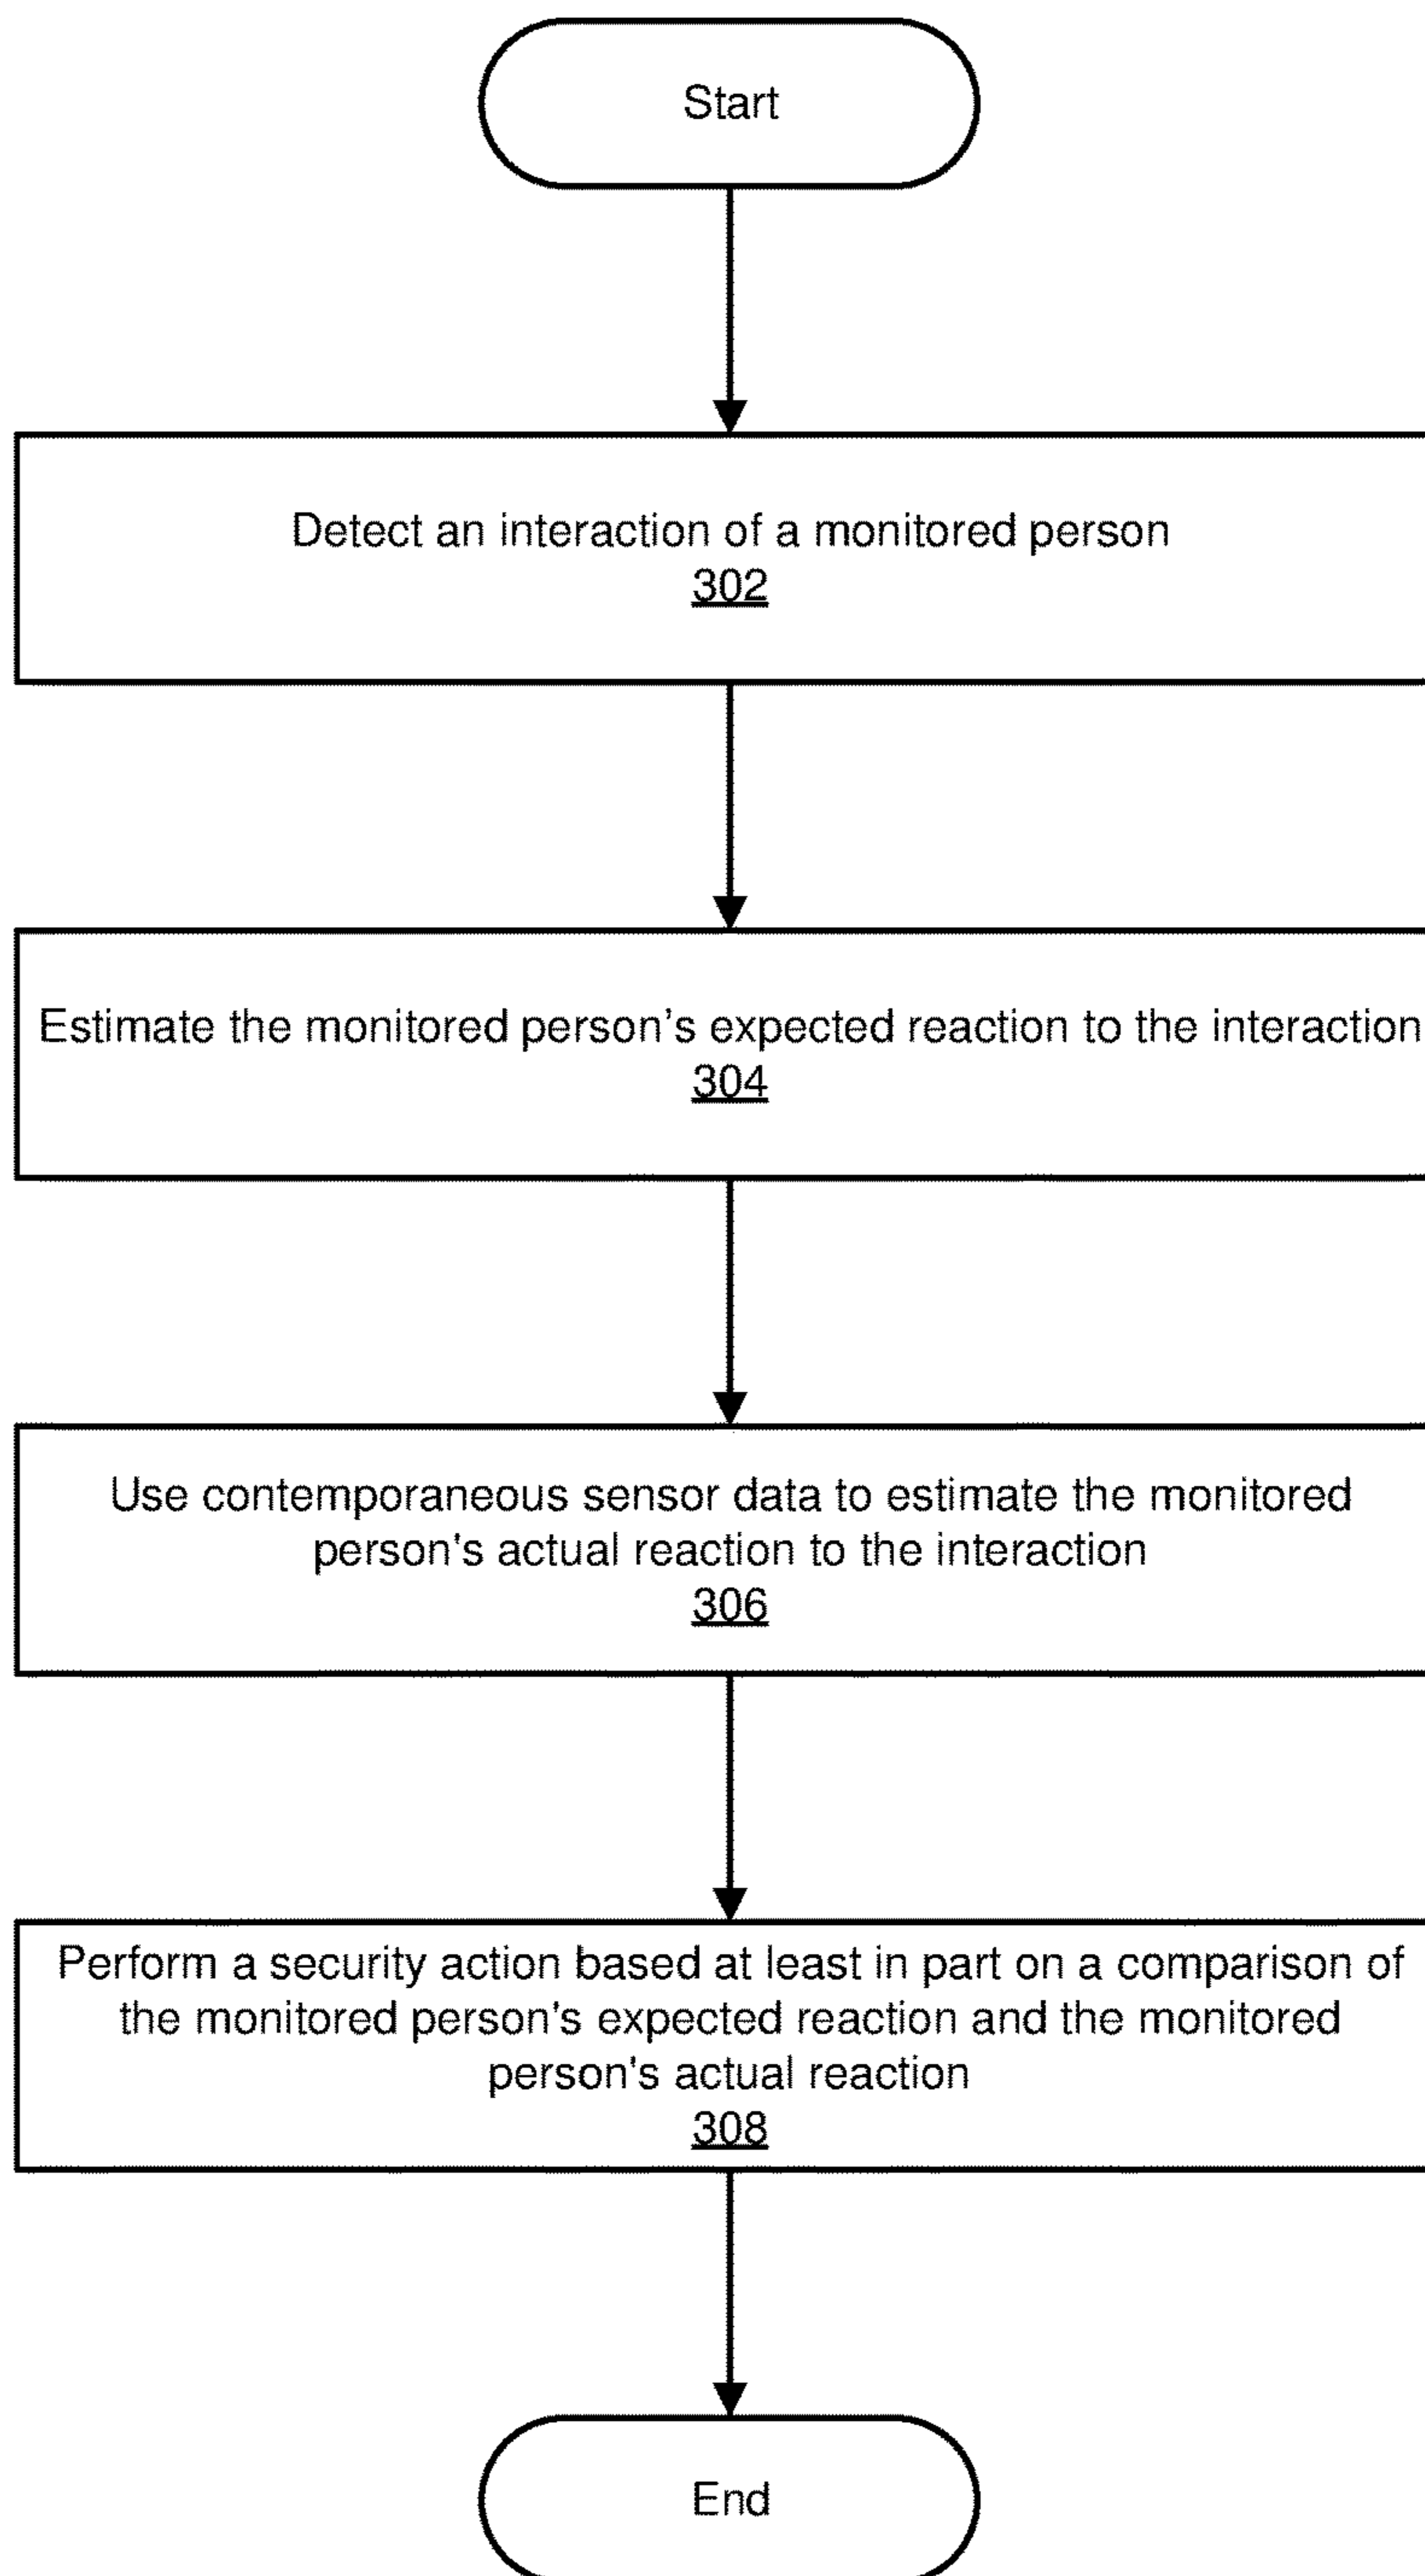 Start
Detect an interaction of a monitored person
302
Estimate the monitored person's expected reaction to the interaction
304
Use contemporaneous sensor data to estimate the monitored
person's actual reaction to the interaction
306
Perform a security action based at least in part on a comparison of
the monitored person's expected reaction and the monitored
person's actual reaction
308
End